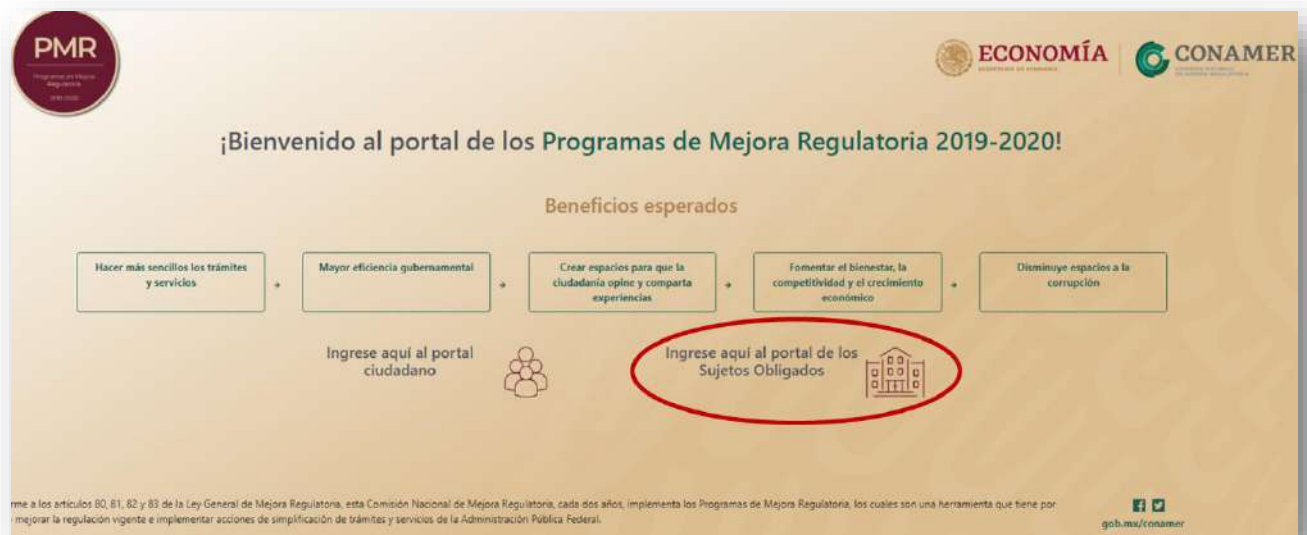 PMR
Programas de Mejora
Regulatoria
2019-2020
ECONOMÍA
CONAMER
¡Bienvenido al portal de los Programas de Mejora Regulatoria 2019-2020!
Beneficios esperados
Hacer más sencillos los trámites
y servicios
Mayor eficiencia gubernamental
Crear espacios para que la
ciudadanía opine y comparta
experiencias
Fomentar el bienestar, la
competitividad y el crecimiento
económico
Disminuye espacios a la
corrupción
Ingrese aquí al portal
ciudadano
Ingrese aquí al portal de los
Sujetos Obligados
rme a los artículos 80, 81, 82 y 83 de la Ley General de Mejora Regulatoria, esta Comisión Nacional de Mejora Regulatoria, cada dos años, implementa los Programas de Mejora Regulatoria, los cuales son una herramienta que tiene por
mejorar la regulación vigente e implementar acciones de simplificación de trámites y servicios de la Administración Pública Federal.
gob.mx/conamer